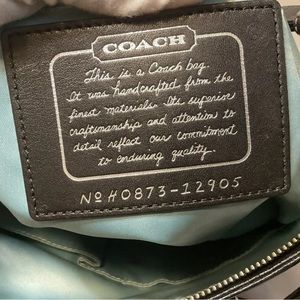 COACH
This is a Coach bag.
It was handcrafted from the
finest materials. Its superior
craftsmanship and attention to
detail reflect our commitment
to enduring quality.
Nº H0873-12905